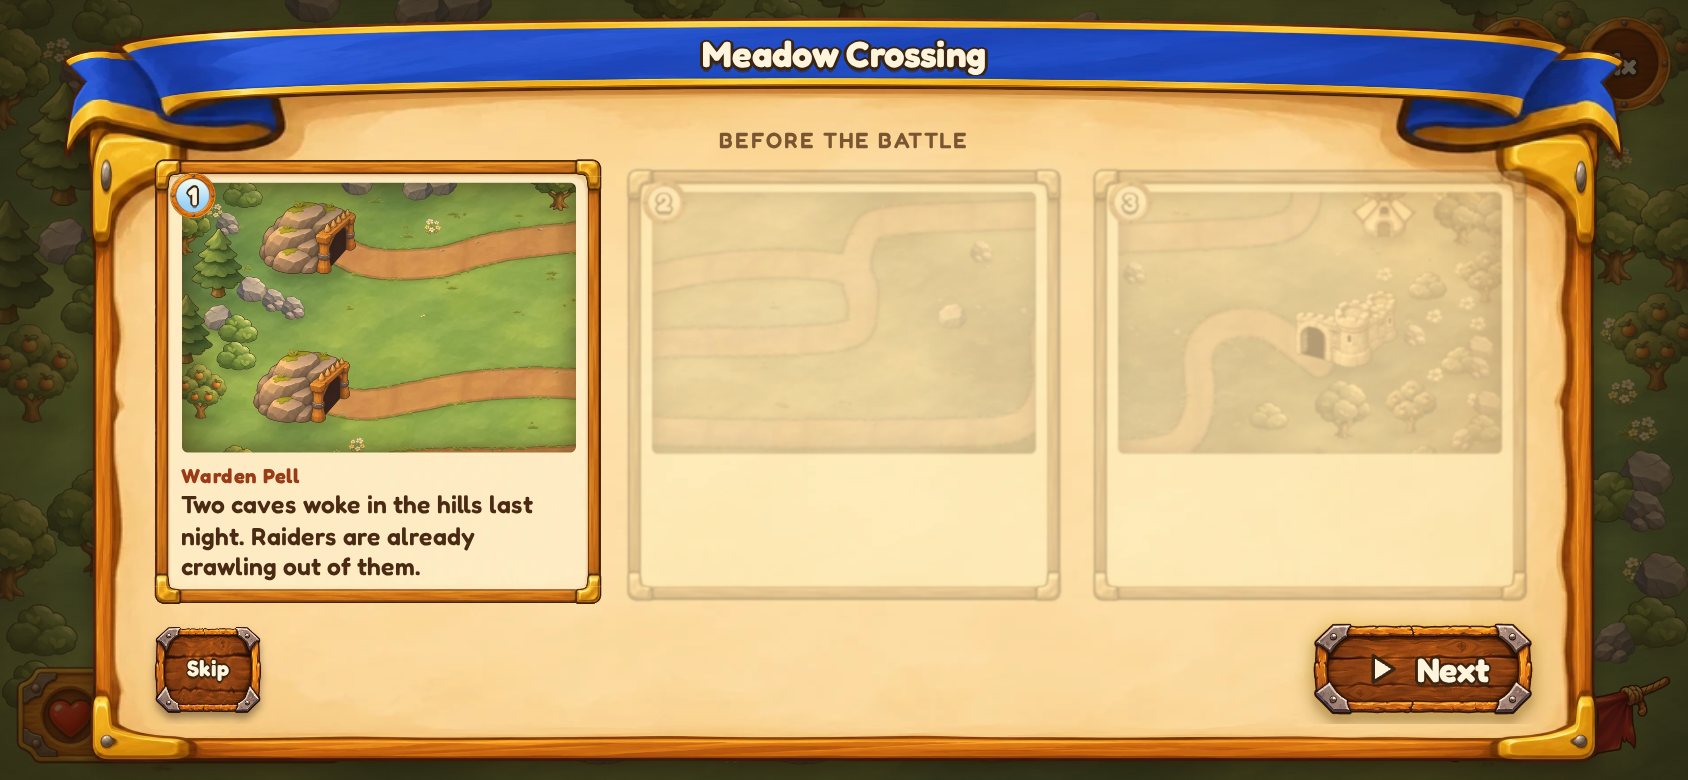 Meadow Crossing
BEFORE THE BATTLE
1
2
3
Warden Pell
Two caves woke in the hills last
night. Raiders are already
crawling out of them.
Skip
Next